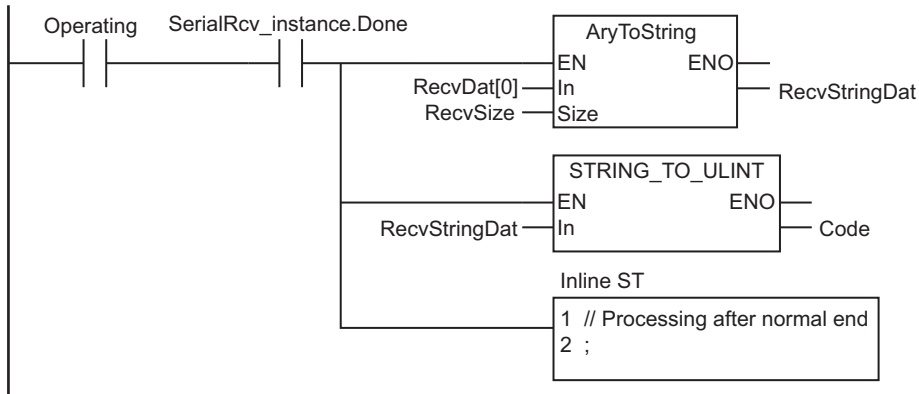 Operating
SerialRcv_instance.Done
AryToString
EN
ENO
RecvDat[0]
In
RecvStringDat
RecvSize
Size
STRING_TO_ULINT
EN
ENO
RecvStringDat
In
Code
Inline ST
1 // Processing after normal end
2 ;